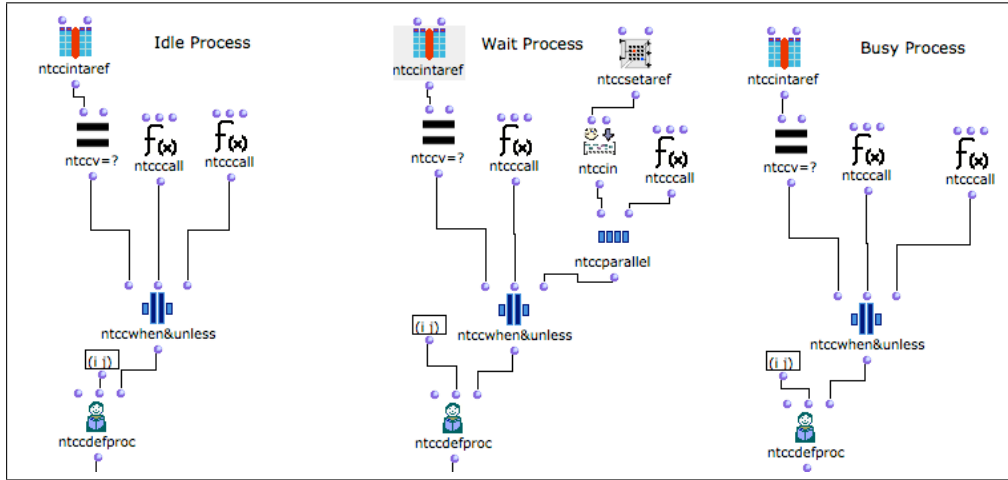 Idle Process
ntccintaref
ntccv=?
f(x)
ntcccall
f(x)
ntcccall
ntccwhen&unless
(i j)
ntccdefproc
Wait Process
ntccintaref
ntccsetaref
ntccv=?
f(x)
ntcccall
ntccin
f(x)
ntcccall
ntccparallel
ntccwhen&unless
(i j)
ntccdefproc
Busy Process
ntccintaref
ntccv=?
f(x)
ntcccall
f(x)
ntcccall
ntccwhen&unless
(i j)
ntccdefproc